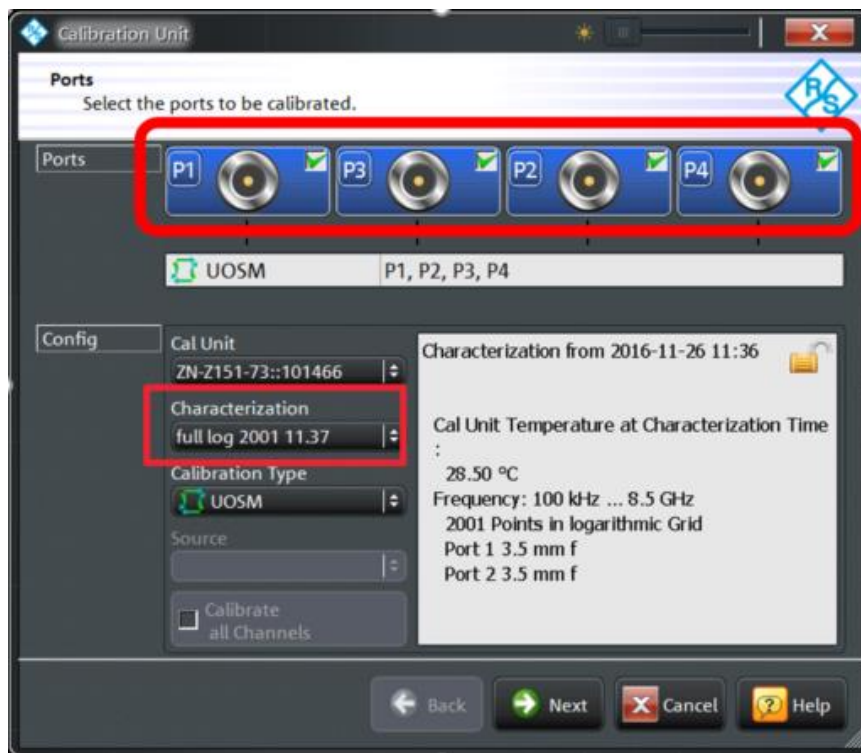 Calibration Unit
Ports
Select the ports to be calibrated.
R&S
Ports
P1
P3
P2
P4
UOSM
P1, P2, P3, P4
Config
Cal Unit
ZN-Z151-73::101466
Characterization
full log 2001 11.37
Calibration Type
UOSM
Source
Calibrate
all Channels
Characterization from 2016-11-26 11:36
Cal Unit Temperature at Characterization Time
:
28.50 °C
Frequency: 100 kHz ... 8.5 GHz
2001 Points in logarithmic Grid
Port 1 3.5 mm f
Port 2 3.5 mm f
Back
Next
Cancel
Help